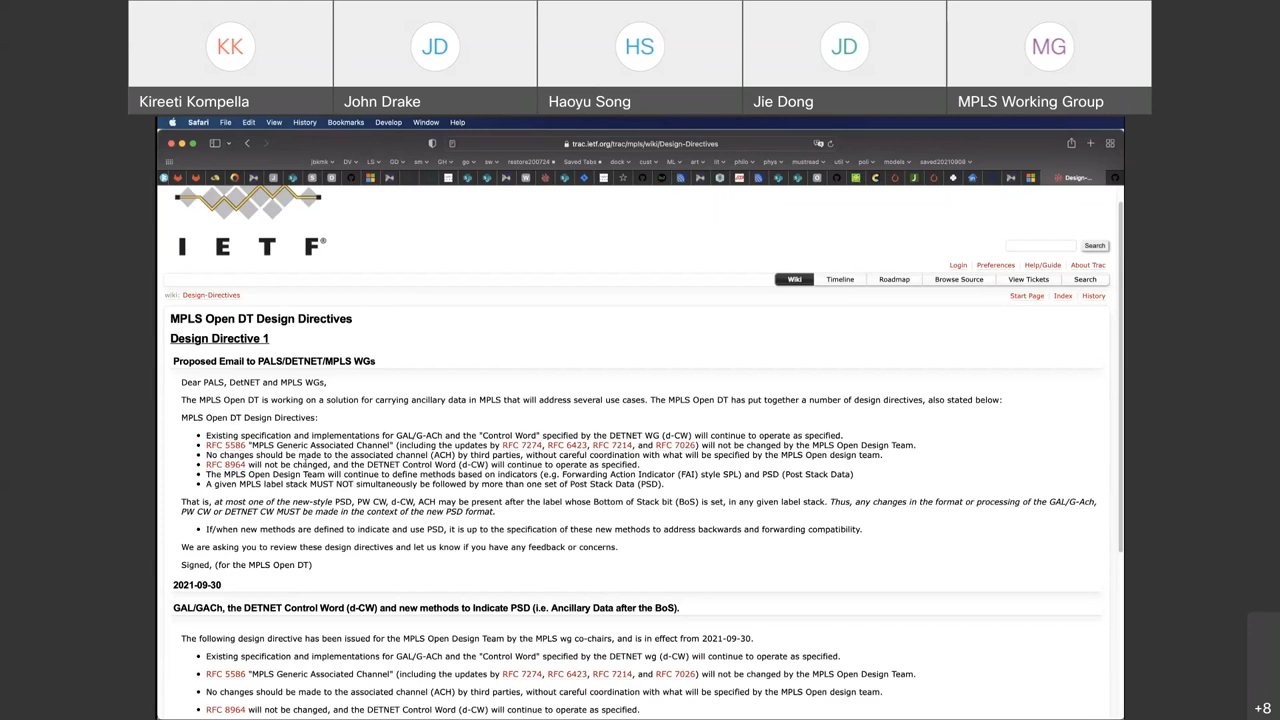 KK
JD
HS
JD
MG
Kireeti Kompella
John Drake
Haoyu Song
Jie Dong
MPLS Working Group
Safari File Edit View History Bookmarks Develop Window Help
trac.ietf.org/trac/mpls/wiki/Design-Directives
jbkmk DV LS GD sm GH go sw restore200724 Saved Tabs dock cust ML art lit philo phys mustread util poli models saved20210908
Design-...
I E T F®
Search
Login Preferences Help/Guide About Trac
Wiki Timeline Roadmap Browse Source View Tickets Search
wiki: Design-Directives
Start Page Index History
MPLS Open DT Design Directives
Design Directive 1
Proposed Email to PALS/DETNET/MPLS WGs
Dear PALS, DetNET and MPLS WGs,
The MPLS Open DT is working on a solution for carrying ancillary data in MPLS that will address several use cases. The MPLS Open DT has put together a number of design directives, also stated below:
MPLS Open DT Design Directives:
• Existing specification and implementations for GAL/G-ACh and the "Control Word" specified by the DETNET WG (d-CW) will continue to operate as specified.
• RFC 5586 "MPLS Generic Associated Channel" (including the updates by RFC 7274, RFC 6423, RFC 7214, and RFC 7026) will not be changed by the MPLS Open Design Team.
• No changes should be made to the associated channel (ACH) by third parties, without careful coordination with what will be specified by the MPLS Open design team.
• RFC 8964 will not be changed, and the DETNET Control Word (d-CW) will continue to operate as specified.
• The MPLS Open Design Team will continue to define methods based on indicators (e.g. Forwarding Action Indicator (FAI) style SPL) and PSD (Post Stack Data)
• A given MPLS label stack MUST NOT simultaneously be followed by more than one set of Post Stack Data (PSD).
That is, at most one of the new-style PSD, PW CW, d-CW, ACH may be present after the label whose Bottom of Stack bit (BoS) is set, in any given label stack. Thus, any changes in the format or processing of the GAL/G-Ach,
PW CW or DETNET CW MUST be made in the context of the new PSD format.
• If/when new methods are defined to indicate and use PSD, it is up to the specification of these new methods to address backwards and forwarding compatibility.
We are asking you to review these design directives and let us know if you have any feedback or concerns.
Signed, (for the MPLS Open DT)
2021-09-30
GAL/GACh, the DETNET Control Word (d-CW) and new methods to Indicate PSD (i.e. Ancillary Data after the BoS).
The following design directive has been issued for the MPLS Open Design Team by the MPLS wg co-chairs, and is in effect from 2021-09-30.
• Existing specification and implementations for GAL/G-ACh and the "Control Word" specified by the DETNET wg (d-CW) will continue to operate as specified.
• RFC 5586 "MPLS Generic Associated Channel" (including the updates by RFC 7274, RFC 6423, RFC 7214, and RFC 7026) will not be changed by the MPLS Open Design Team.
• No changes should be made to the associated channel (ACH) by third parties, without careful coordination with what will be specified by the MPLS Open design team.
• RFC 8964 will not be changed, and the DETNET Control Word (d-CW) will continue to operate as specified.
+8